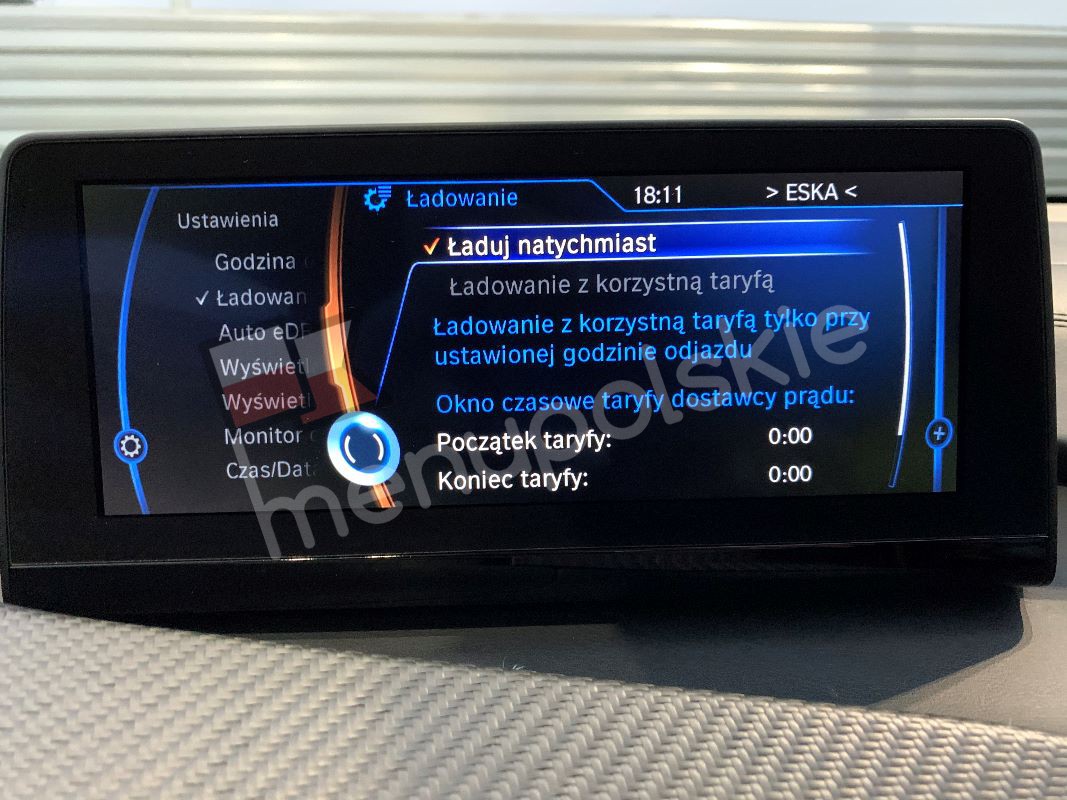 Ładowanie
18:11
> ESKA <
Ustawienia
Godzina
Ładowan
Auto eD
Wyświetl
Wyświetl
Monitor
Czas/Dat
Ładuj natychmiast
Ładowanie z korzystną taryfą
Ładowanie z korzystną taryfą tylko przy
ustawionej godzinie odjazdu
Okno czasowe taryfy dostawcy prądu:
Początek taryfy: 0:00
Koniec taryfy: 0:00
menupolskie